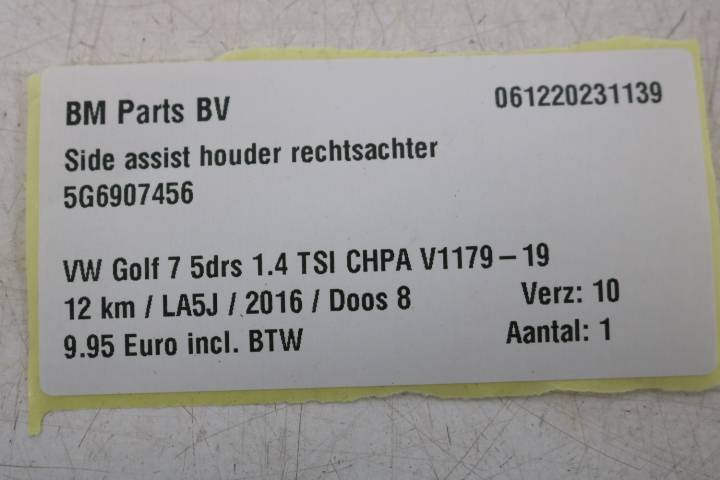 BM Parts BV 061220231139
Side assist houder rechtsachter
5G6907456
VW Golf 7 5drs 1.4 TSI CHPA V1179-19
12 km / LA5J / 2016 / Doos 8 Verz: 10
9.95 Euro incl. BTW Aantal: 1